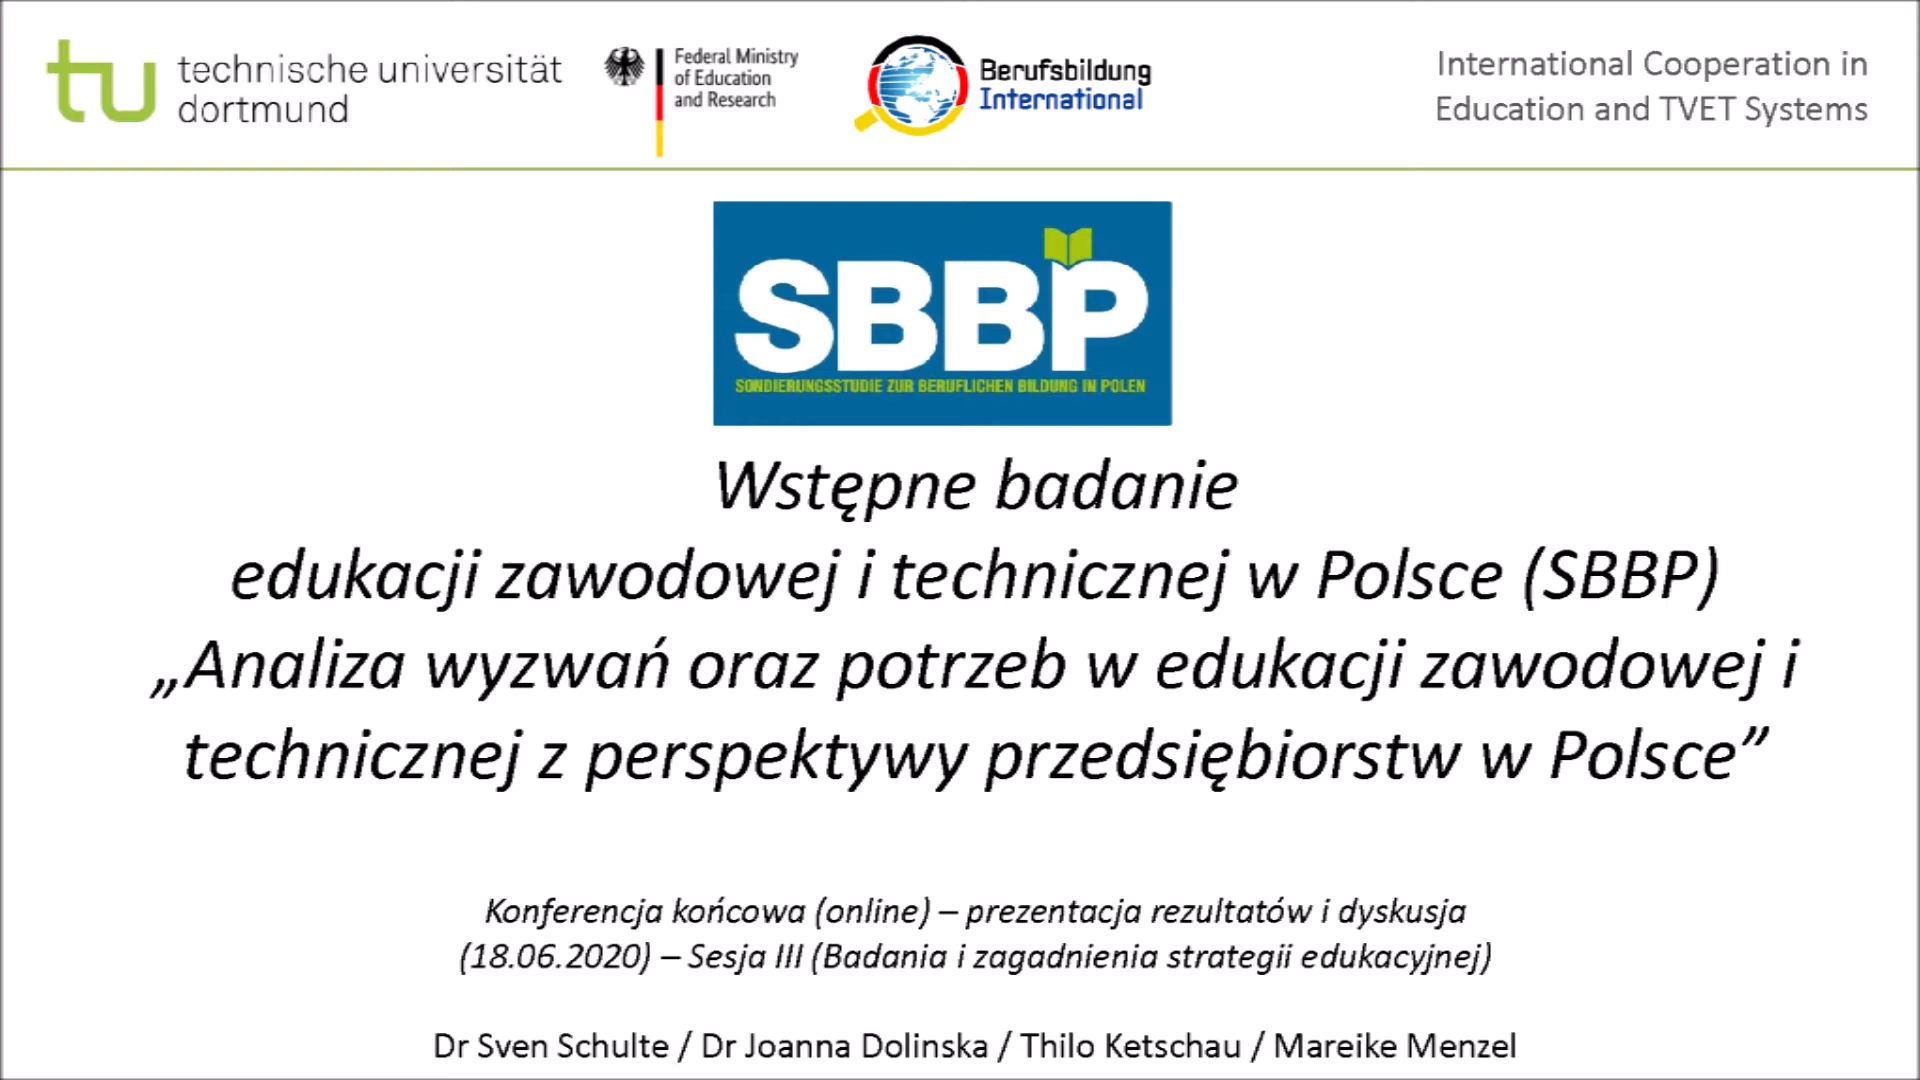 tu technische universität
dortmund
Federal Ministry
of Education
and Research
Berufsbildung
International
International Cooperation in
Education and TVET Systems
SBBP
SONDIERUNGSSTUDIE ZUR BERUFLICHEN BILDUNG IN POLEN
Wstępne badanie
edukacji zawodowej i technicznej w Polsce (SBBP)
„Analiza wyzwań oraz potrzeb w edukacji zawodowej i
technicznej z perspektywy przedsiębiorstw w Polsce”
Konferencja końcowa (online) – prezentacja rezultatów i dyskusja
(18.06.2020) – Sesja III (Badania i zagadnienia strategii edukacyjnej)
Dr Sven Schulte / Dr Joanna Dolinska / Thilo Ketschau / Mareike Menzel